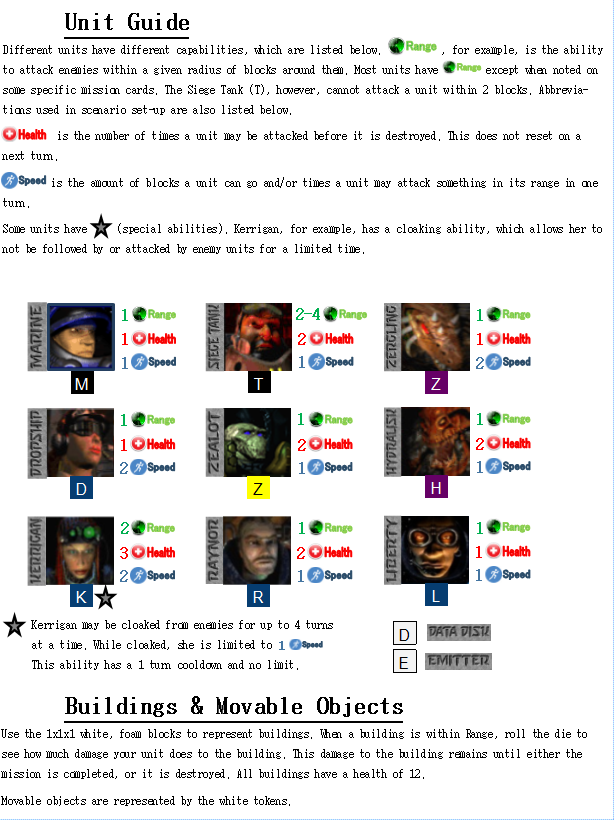 Unit Guide
Different units have different capabilities, which are listed below. Range , for example, is the ability
to attack enemies within a given radius of blocks around them. Most units have Range except when noted on
some specific mission cards. The Siege Tank (T), however, cannot attack a unit within 2 blocks. Abbrevia-
tions used in scenario set-up are also listed below.
Health is the number of times a unit may be attacked before it is destroyed. This does not reset on a
next turn.
Speed is the amount of blocks a unit can go and/or times a unit may attack something in its range in one
turn.
Some units have (special abilities). Kerrigan, for example, has a cloaking ability, which allows her to
not be followed by or attacked by enemy units for a limited time.
MARINE
1 Range
1 Health
1 Speed
M
SIEGE TANK
2-4 Range
2 Health
1 Speed
T
ZERGLING
1 Range
1 Health
2 Speed
Z
DROPSHIP
1 Range
1 Health
2 Speed
D
ZEALOT
1 Range
2 Health
1 Speed
Z
HYDRALISK
1 Range
2 Health
1 Speed
H
KERRIGAN
2 Range
3 Health
2 Speed
K
RAYNOR
1 Range
2 Health
1 Speed
R
LIBERTY
1 Range
1 Health
1 Speed
L
Kerrigan may be cloaked from enemies for up to 4 turns
at a time. While cloaked, she is limited to 1 Speed
This ability has a 1 turn cooldown and no limit.
D DATA DISK
E EMITTER
Buildings & Movable Objects
Use the 1x1x1 white, foam blocks to represent buildings. When a building is within Range, roll the die to
see how much damage your unit does to the building. This damage to the building remains until either the
mission is completed, or it is destroyed. All buildings have a health of 12.
Movable objects are represented by the white tokens.